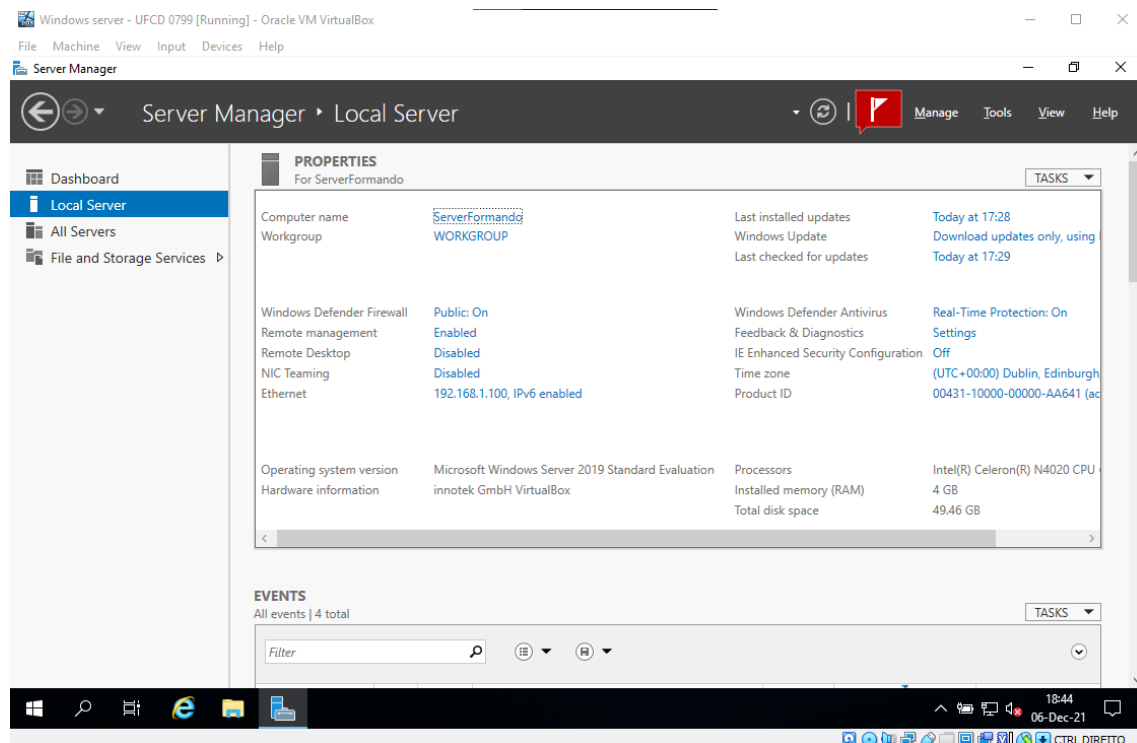 Windows server - UFCD 0799 [Running] - Oracle VM VirtualBox
File Machine View Input Devices Help
Server Manager
Server Manager ‣ Local Server
Manage Tools View Help
Dashboard
Local Server
All Servers
File and Storage Services
PROPERTIES
For ServerFormando
TASKS
Computer name ServerFormando Last installed updates Today at 17:28
Workgroup WORKGROUP Windows Update Download updates only, using
Last checked for updates Today at 17:29
Windows Defender Firewall Public: On Windows Defender Antivirus Real-Time Protection: On
Remote management Enabled Feedback & Diagnostics Settings
Remote Desktop Disabled IE Enhanced Security Configuration Off
NIC Teaming Disabled Time zone (UTC+00:00) Dublin, Edinburgh,
Ethernet 192.168.1.100, IPv6 enabled Product ID 00431-10000-00000-AA641 (ac
Operating system version Microsoft Windows Server 2019 Standard Evaluation Processors Intel(R) Celeron(R) N4020 CPU
Hardware information innotek GmbH VirtualBox Installed memory (RAM) 4 GB
Total disk space 49.46 GB
EVENTS
All events | 4 total
TASKS
Filter
18:44
06-Dec-21
CTRL DIREITO